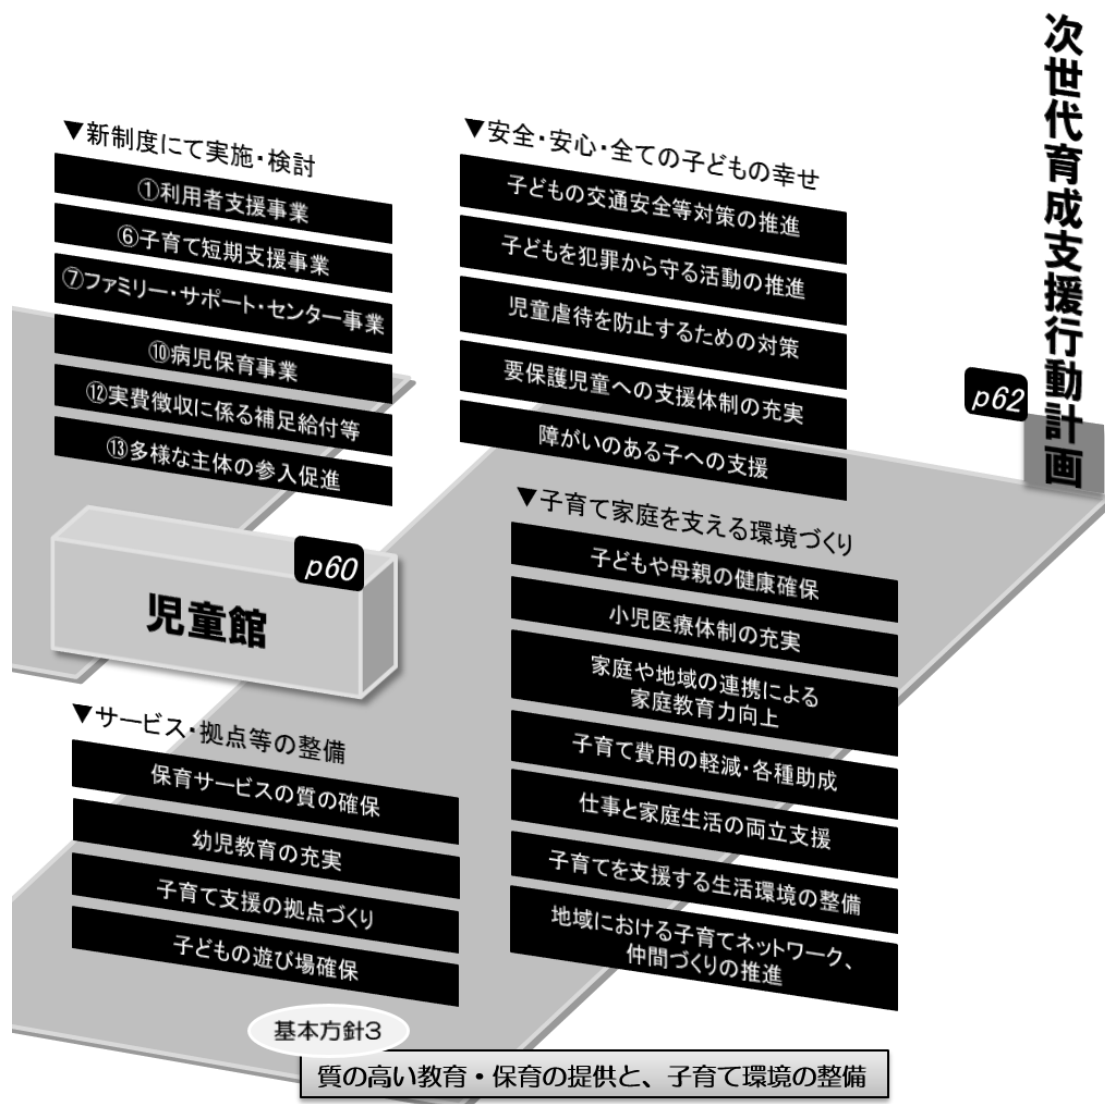 次世代育成支援行動計画
p62
▼新制度にて実施・検討
①利用者支援事業
⑥子育て短期支援事業
⑦ファミリー・サポート・センター事業
⑩病児保育事業
⑫実費徴収に係る補足給付等
⑬多様な主体の参入促進
▼安全・安心・全ての子どもの幸せ
子どもの交通安全等対策の推進
子どもを犯罪から守る活動の推進
児童虐待を防止するための対策
要保護児童への支援体制の充実
障がいのある子への支援
p60
児童館
▼サービス・拠点等の整備
保育サービスの質の確保
幼児教育の充実
子育て支援の拠点づくり
子どもの遊び場確保
▼子育て家庭を支える環境づくり
子どもや母親の健康確保
小児医療体制の充実
家庭や地域の連携による
家庭教育力向上
子育て費用の軽減・各種助成
仕事と家庭生活の両立支援
子育てを支援する生活環境の整備
地域における子育てネットワーク、
仲間づくりの推進
基本方針3
質の高い教育・保育の提供と、子育て環境の整備